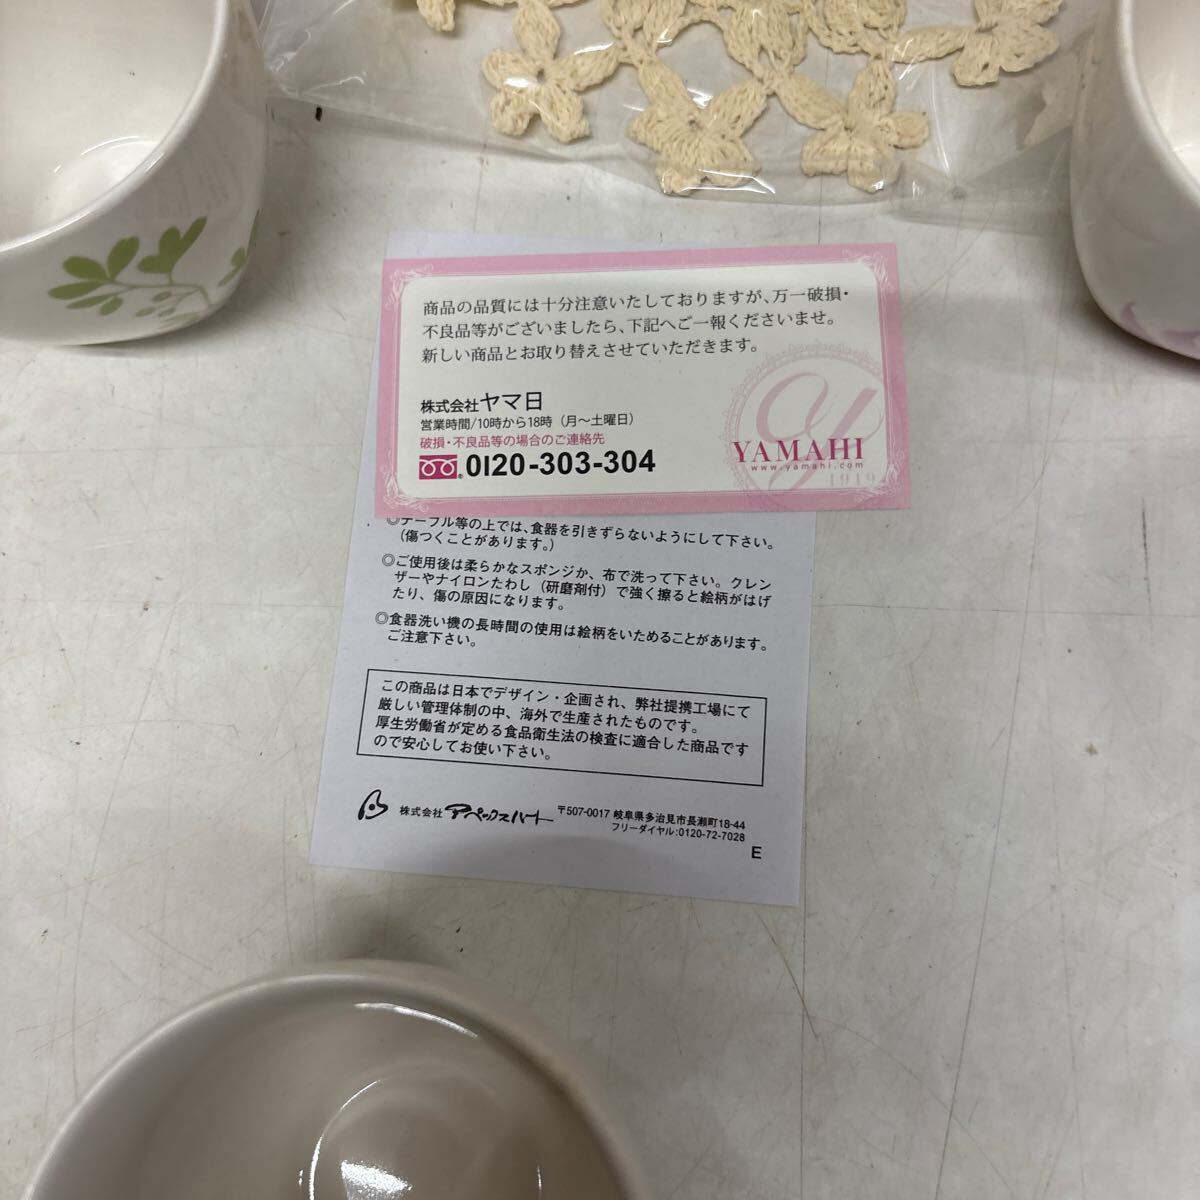 商品の品質には十分注意いたしておりますが、万一破損・
不良品等がございましたら、下記へご一報くださいませ。
新しい商品とお取り替えさせていただきます。
株式会社ヤマ日
営業時間/10時から18時（月〜土曜日）
破損・不良品等の場合のご連絡先
0120-303-304
YAMAHI
www.yamahi.com
1919
◎テーブル等の上では、食器を引きずらないようにして下さい。
（傷つくことがあります。）
◎ご使用後は柔らかなスポンジか、布で洗って下さい。クレン
ザーやナイロンたわし（研磨剤付）で強く擦ると絵柄がはげ
たり、傷の原因になります。
◎食器洗い機の長時間の使用は絵柄をいためることがあります。
ご注意下さい。
この商品は日本でデザイン・企画され、弊社提携工場にて
厳しい管理体制の中、海外で生産されたものです。
厚生労働省が定める食品衛生法の検査に適合した商品です
ので安心してお使い下さい。
株式会社 アペックスハート 〒507-0017 岐阜県多治見市長瀬町18-44
フリーダイヤル:0120-72-7028
E